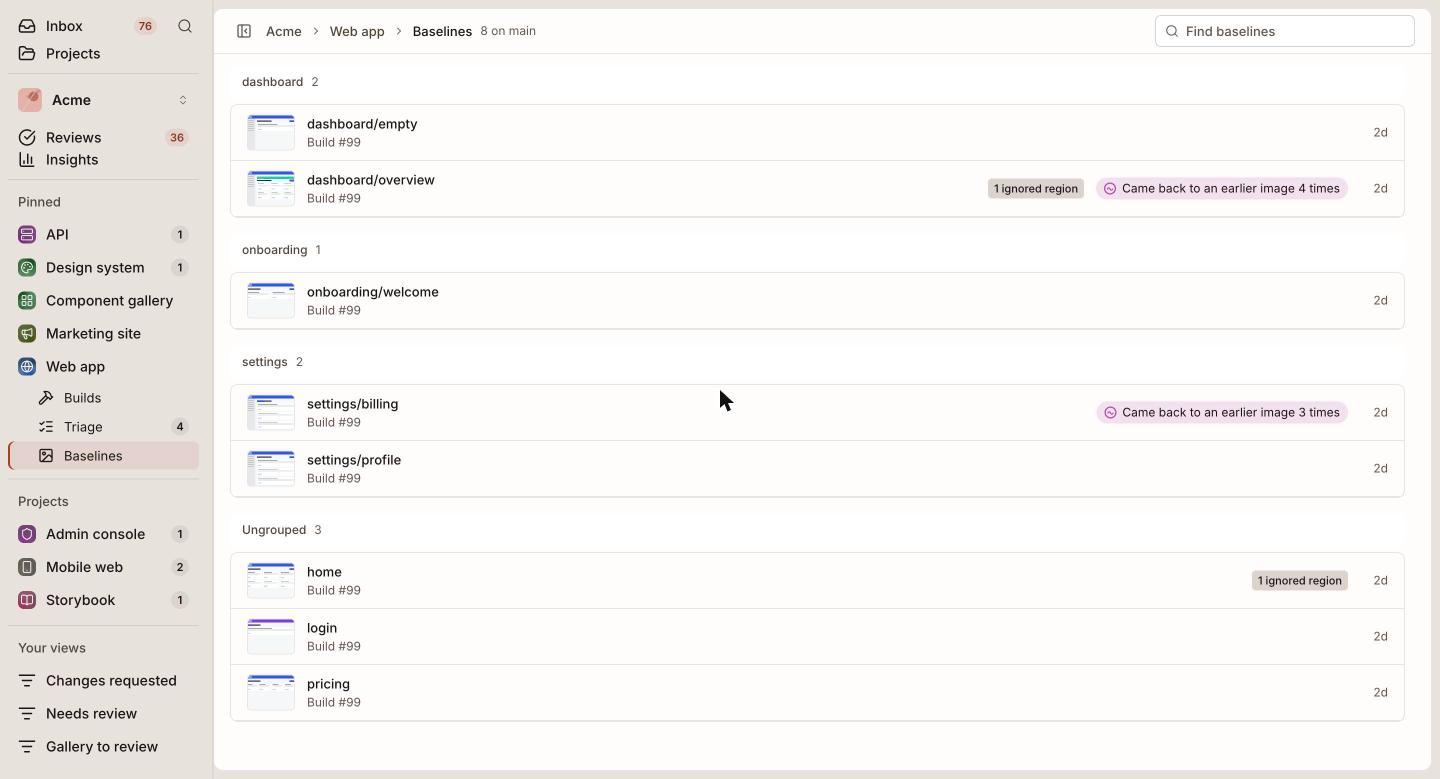 Inbox 76
Projects
Acme
Reviews 36
Insights
Pinned
API 1
Design system 1
Component gallery
Marketing site
Web app
Builds
Triage 4
Baselines
Projects
Admin console 1
Mobile web 2
Storybook 1
Your views
Changes requested
Needs review
Gallery to review
Acme > Web app > Baselines 8 on main
Find baselines
dashboard 2
dashboard/empty
Build #99
2d
dashboard/overview
Build #99
1 ignored region
Came back to an earlier image 4 times
2d
onboarding 1
onboarding/welcome
Build #99
2d
settings 2
settings/billing
Build #99
Came back to an earlier image 3 times
2d
settings/profile
Build #99
2d
Ungrouped 3
home
Build #99
1 ignored region
2d
login
Build #99
2d
pricing
Build #99
2d